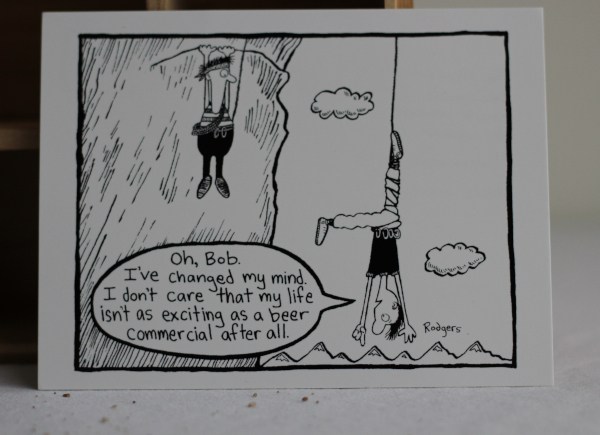 Oh, Bob.
I've changed my mind.
I don't care that my life
isn't as exciting as a beer
commercial after all.
Rodgers